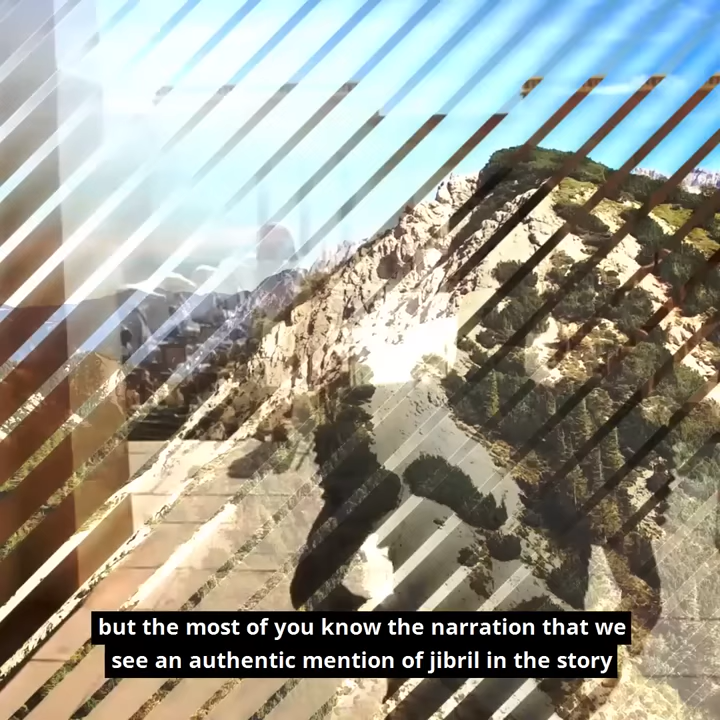 but the most of you know the narration that we
see an authentic mention of jibril in the story